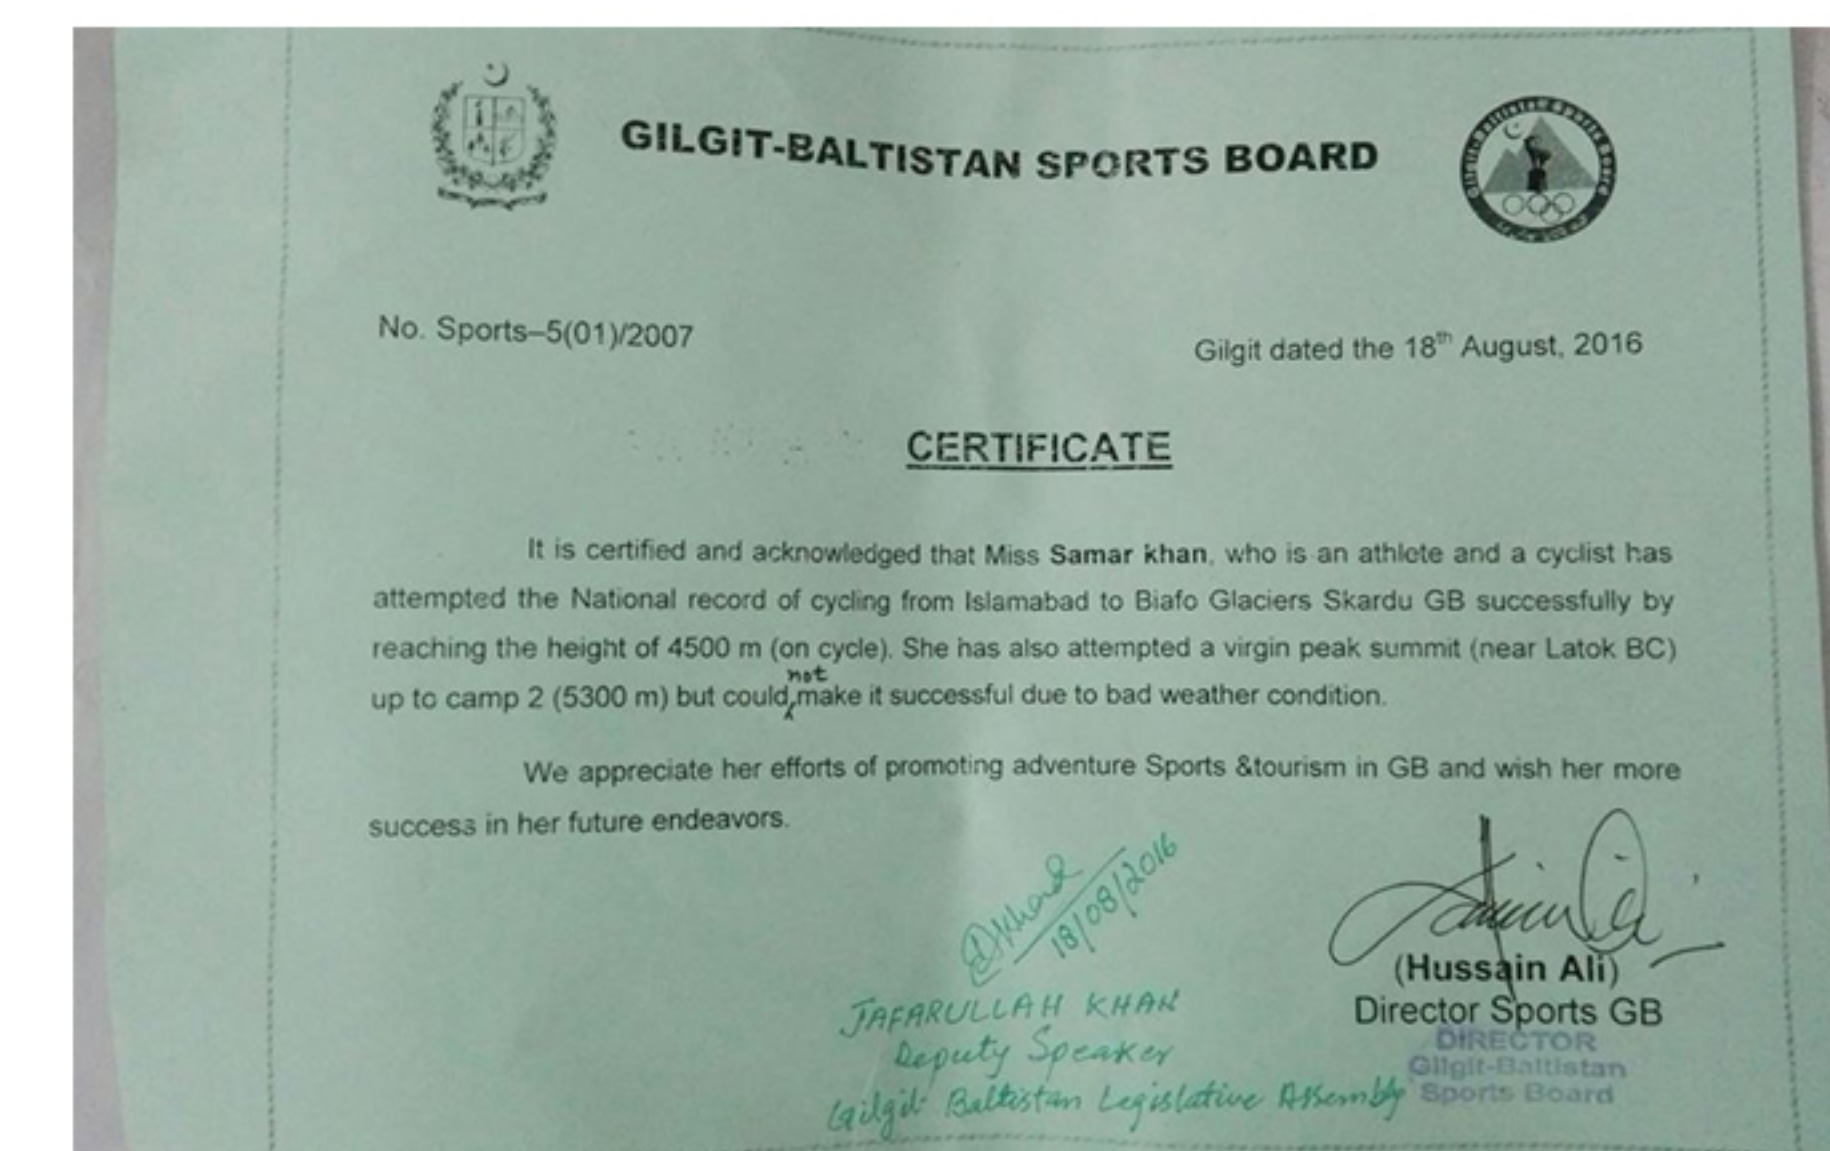 GILGIT-BALTISTAN SPORTS BOARD
Gilgit-Baltistan Sports Board
No. Sports–5(01)/2007
Gilgit dated the 18th August, 2016
CERTIFICATE
It is certified and acknowledged that Miss Samar khan, who is an athlete and a cyclist has
attempted the National record of cycling from Islamabad to Biafo Glaciers Skardu GB successfully by
reaching the height of 4500 m (on cycle). She has also attempted a virgin peak summit (near Latok BC)
up to camp 2 (5300 m) but could not make it successful due to bad weather condition.
We appreciate her efforts of promoting adventure Sports &tourism in GB and wish her more
success in her future endeavors.
18/08/2016
JAFARULLAH KHAN
Deputy Speaker
Gilgit Baltistan Legislative Assembly
(Hussain Ali)
Director Sports GB
DIRECTOR
Gilgit-Baltistan
Sports Board